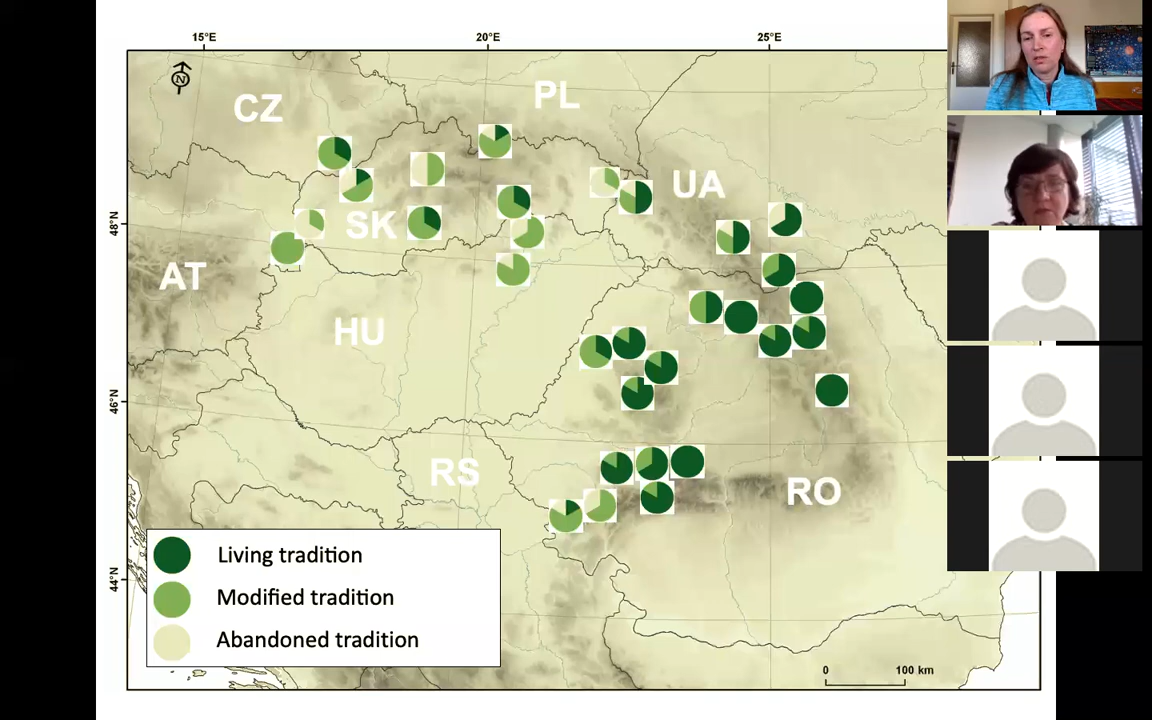 15°E 20°E 25°E
N
CZ PL
UA
48°N SK
AT
HU
46°N
RS
RO
44°N
Living tradition
Modified tradition
Abandoned tradition
0 100 km